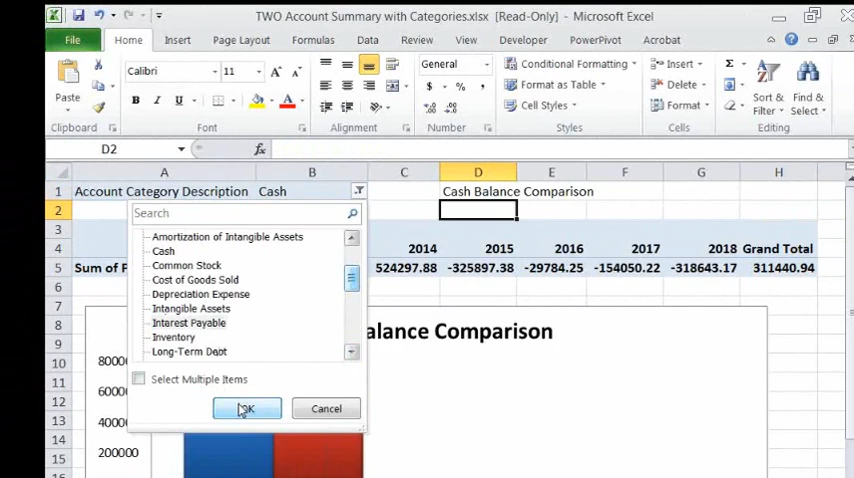 TWO Account Summary with Categories.xlsx [Read-Only] - Microsoft Excel
File Home Insert Page Layout Formulas Data Review View Developer PowerPivot Acrobat
Paste
Calibri 11
B I U
General
$ % ,
Conditional Formatting
Format as Table
Cell Styles
Insert
Delete
Format
Σ
Sort & Filter
Find & Select
Clipboard Font Alignment Number Styles Cells Editing
D2 fx
A B C D E F G H
1 Account Category Description Cash Cash Balance Comparison
2
3
4 2014 2015 2016 2017 2018 Grand Total
5 Sum of P 524297.88 -325897.38 -29784.25 -154050.22 -318643.17 311440.94
6
7
8
9
10
11
12
13
14
15
16
Search
Amortization of Intangible Assets
Cash
Common Stock
Cost of Goods Sold
Depreciation Expense
Intangible Assets
Interest Payable
Inventory
Long-Term Debt
Select Multiple Items
OK Cancel
alance Comparison
80000
6000
4000
200000